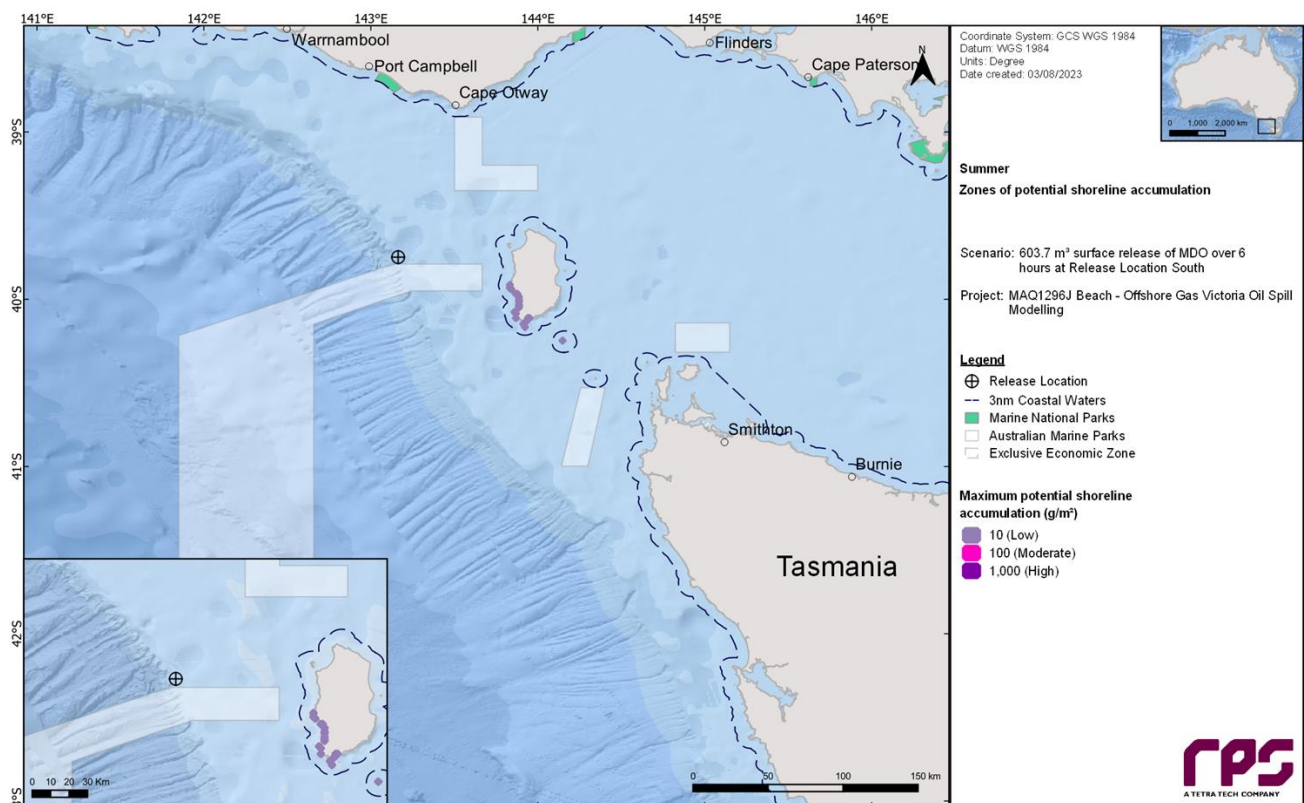 141°E 142°E 143°E 144°E 145°E 146°E
Warrnambool
Flinders
Port Campbell
Cape Paterson
N
Cape Otway
39°S
40°S
Smithton
41°S
Burnie
Tasmania
42°S
0 10 20 30 Km
0 50 100 150 km
Coordinate System: GCS WGS 1984
Datum: WGS 1984
Units: Degree
Date created: 03/08/2023
0 1,000 2,000 km
Summer
Zones of potential shoreline accumulation
Scenario: 603.7 m³ surface release of MDO over 6
hours at Release Location South
Project: MAQ1296J Beach - Offshore Gas Victoria Oil Spill
Modelling
Legend
Release Location
3nm Coastal Waters
Marine National Parks
Australian Marine Parks
Exclusive Economic Zone
Maximum potential shoreline
accumulation (g/m²)
10 (Low)
100 (Moderate)
1,000 (High)
rps
A TETRA TECH COMPANY